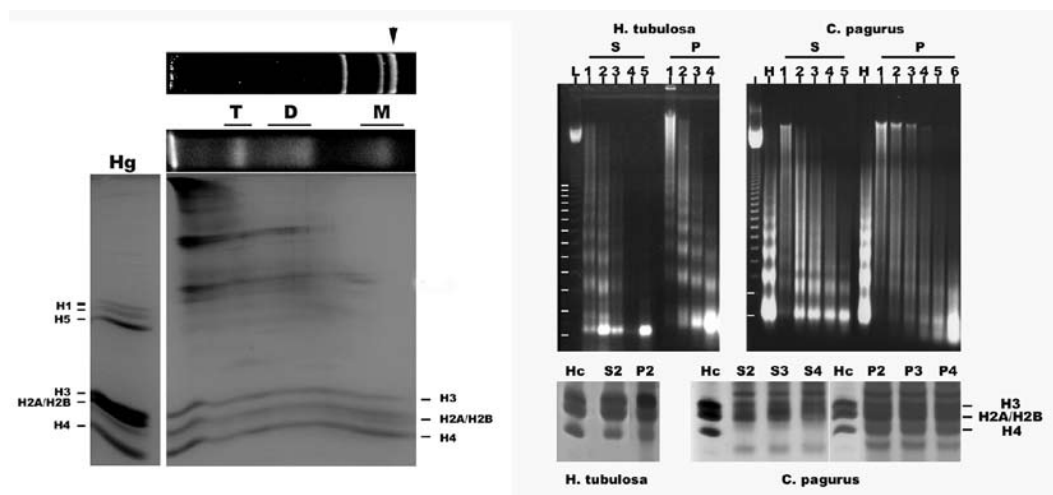 T D M
Hg
H1
H5
H3
H2A/H2B
H4
H3
H2A/H2B
H4
H. tubulosa C. pagurus
S P S P
L 1 2 3 4 5 1 2 3 4 L H 1 2 3 4 5 H 1 2 3 4 5 6
Hc S2 P2 Hc S2 S3 S4 Hc P2 P3 P4
H3
H2A/H2B
H4
H. tubulosa C. pagurus